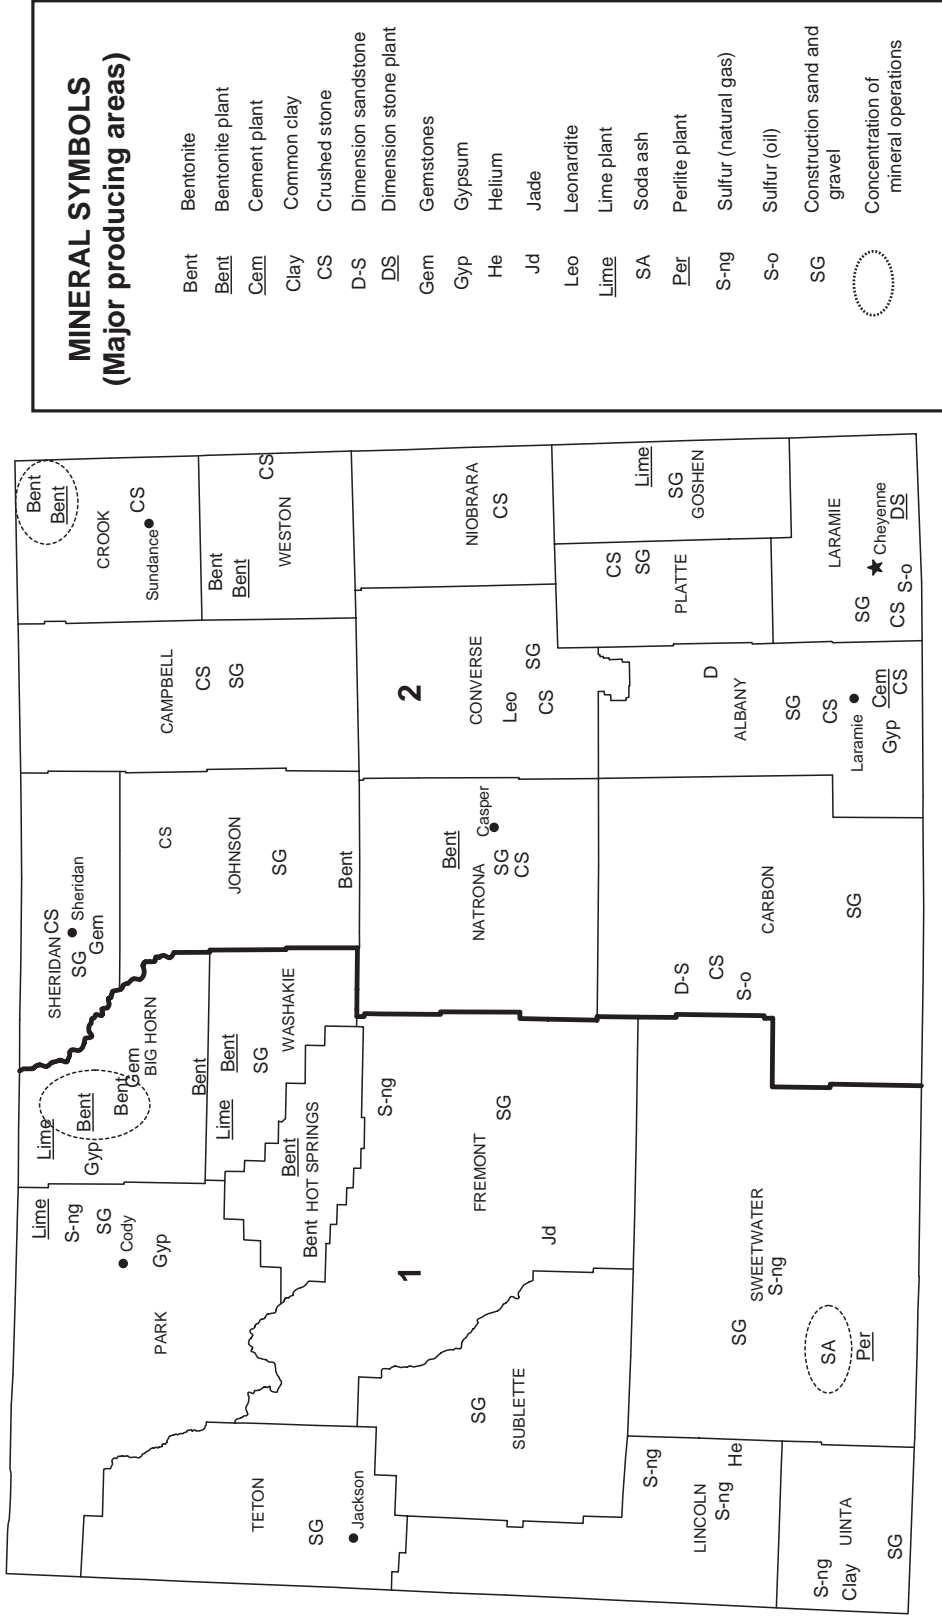 MINERAL SYMBOLS
(Major producing areas)
Bent Bentonite
Bent Bentonite plant
Cem Cement plant
Clay Common clay
CS Crushed stone
D-S Dimension sandstone
DS Dimension stone plant
Gem Gemstones
Gyp Gypsum
He Helium
Jd Jade
Leo Leonardite
Lime Lime plant
SA Soda ash
Per Perlite plant
S-ng Sulfur (natural gas)
S-o Sulfur (oil)
SG Construction sand and
gravel
Concentration of
mineral operations
PARK
Lime
S-ng
SG
Cody
Gyp
TETON
SG
Jackson
Lime
Gyp
Bent
Bent
Gem
BIG HORN
Bent
Lime
Bent
SG
WASHAKIE
Bent
Bent HOT SPRINGS
1
S-ng
FREMONT
SG
Jd
SG
SUBLETTE
S-ng
LINCOLN
S-ng
He
S-ng
Clay
UINTA
SG
SG
SWEETWATER
S-ng
SA
Per
SHERIDAN CS
SG
Sheridan
Gem
CS
JOHNSON
SG
Bent
CAMPBELL
CS
SG
Bent
Bent
CROOK
CS
Sundance
Bent
Bent
CS
WESTON
2
Bent
Casper
NATRONA
SG
CS
CONVERSE
Leo
SG
CS
NIOBRARA
CS
D-S
CS
S-o
CARBON
SG
D
ALBANY
SG
CS
Laramie
Cem
Gyp
CS
CS
SG
PLATTE
Lime
SG
GOSHEN
LARAMIE
SG
Cheyenne
DS
CS
S-o